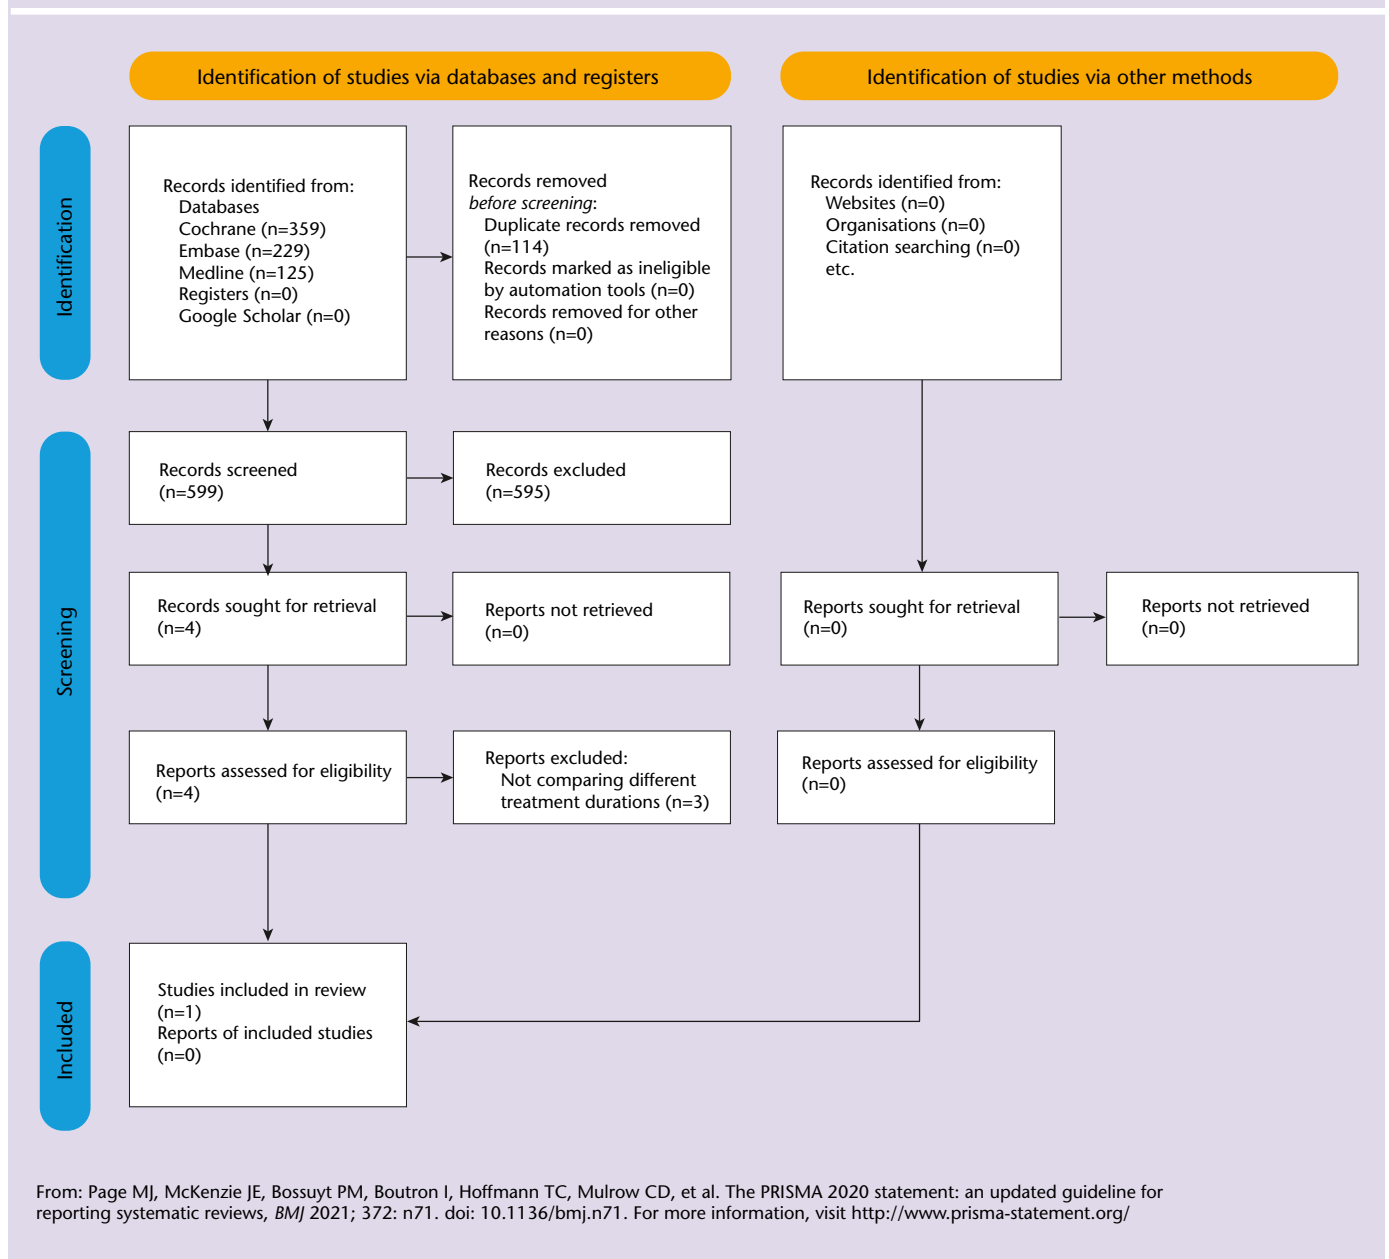 Identification of studies via databases and registers
Identification of studies via other methods
Identification
Records identified from:
Databases
Cochrane (n=359)
Embase (n=229)
Medline (n=125)
Registers (n=0)
Google Scholar (n=0)
Records removed
before screening:
Duplicate records removed
(n=114)
Records marked as ineligible
by automation tools (n=0)
Records removed for other
reasons (n=0)
Records identified from:
Websites (n=0)
Organisations (n=0)
Citation searching (n=0)
etc.
Screening
Records screened
(n=599)
Records excluded
(n=595)
Records sought for retrieval
(n=4)
Reports not retrieved
(n=0)
Reports sought for retrieval
(n=0)
Reports not retrieved
(n=0)
Reports assessed for eligibility
(n=4)
Reports excluded:
Not comparing different
treatment durations (n=3)
Reports assessed for eligibility
(n=0)
Included
Studies included in review
(n=1)
Reports of included studies
(n=0)
From: Page MJ, McKenzie JE, Bossuyt PM, Boutron I, Hoffmann TC, Mulrow CD, et al. The PRISMA 2020 statement: an updated guideline for
reporting systematic reviews, BMJ 2021; 372: n71. doi: 10.1136/bmj.n71. For more information, visit http://www.prisma-statement.org/